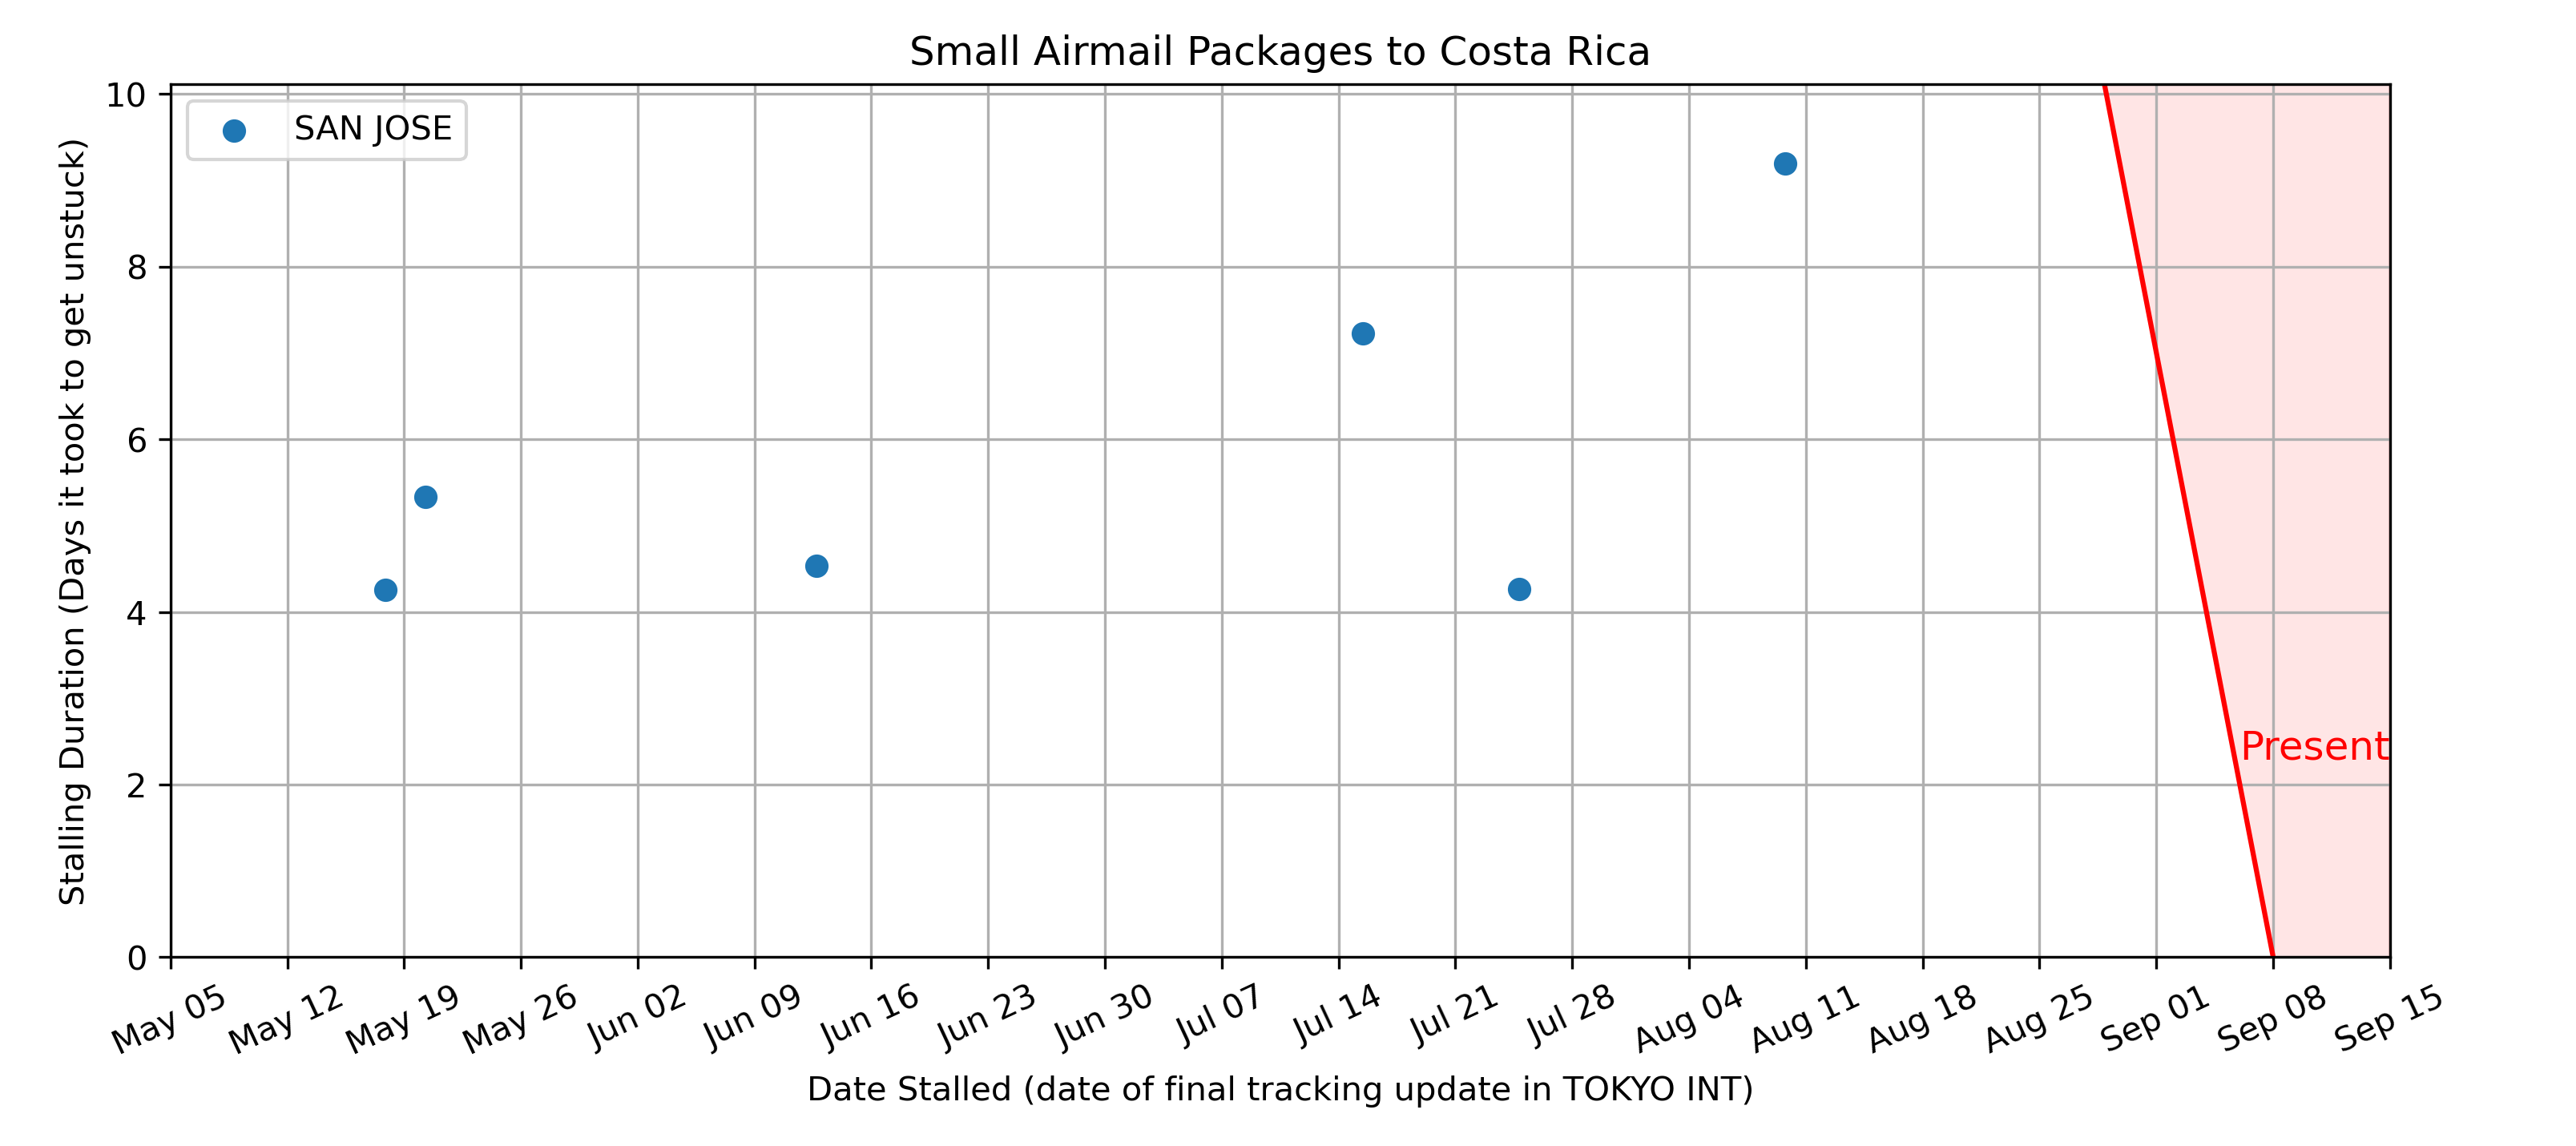 Small Airmail Packages to Costa Rica
SAN JOSE
Stalling Duration (Days it took to get unstuck)
10
8
6
4
2
0
Present
May 05
May 12
May 19
May 26
Jun 02
Jun 09
Jun 16
Jun 23
Jun 30
Jul 07
Jul 14
Jul 21
Jul 28
Aug 04
Aug 11
Aug 18
Aug 25
Sep 01
Sep 08
Sep 15
Date Stalled (date of final tracking update in TOKYO INT)